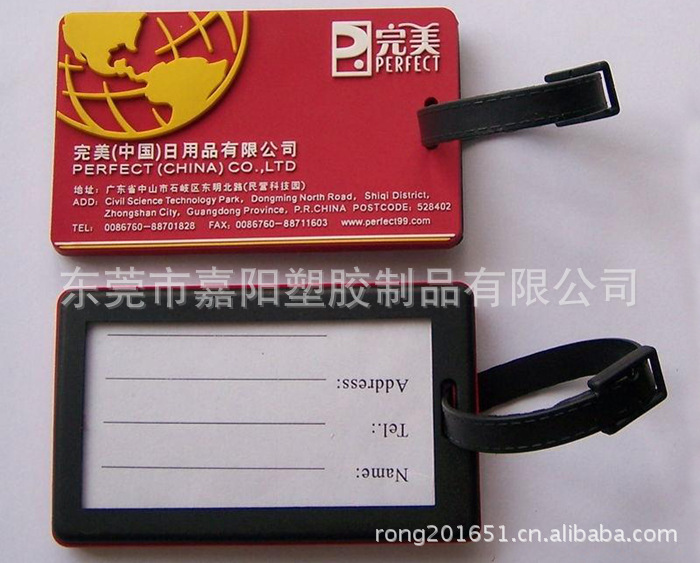 完美
PERFECT
完美(中国)日用品有限公司
PERFECT (CHINA) CO.,LTD
地址：广东省中山市石岐区东明北路(民营科技园)
ADD: Civil Science Technology Park, Dongming North Road, Shiqi District,
Zhongshan City, Guangdong Province, P.R.CHINA POSTCODE: 528402
TEL: 0086760-88701828 FAX: 0086760-88711603 www.perfect99.com
东莞市嘉阳塑胶制品有限公司
Address:
Tel.:
Name:
rong201651.cn.alibaba.com